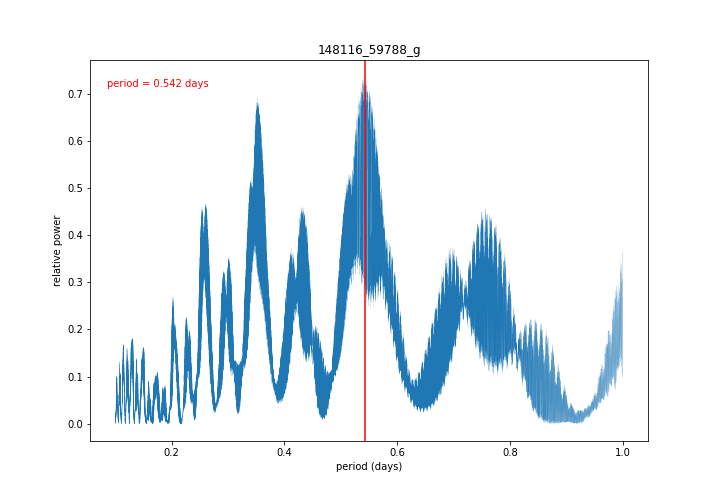 148116_59788_g
period = 0.542 days
relative power
0.7
0.6
0.5
0.4
0.3
0.2
0.1
0.0
0.2 0.4 0.6 0.8 1.0
period (days)